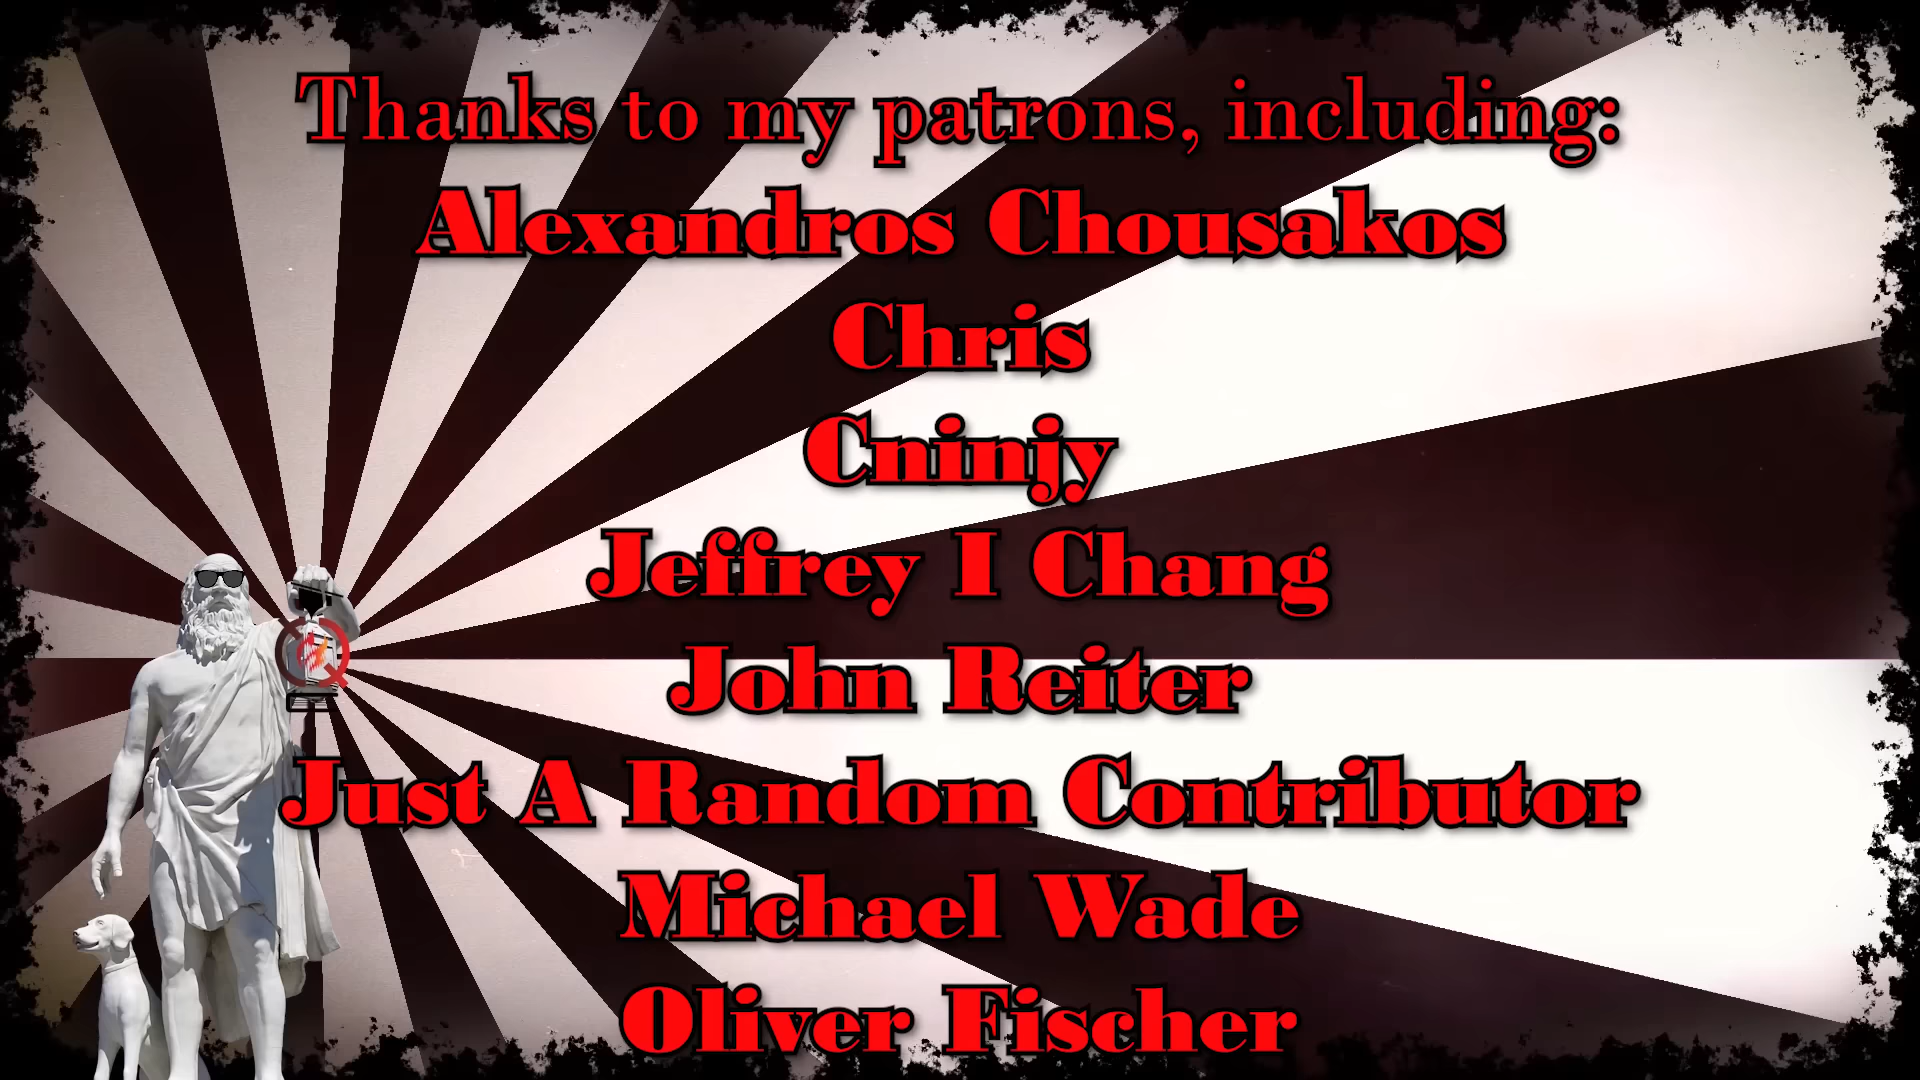 Thanks to my patrons, including:
Alexandros Chousakos
Chris
Cninjy
Jeffrey I Chang
John Reiter
Just A Random Contributor
Michael Wade
Oliver Fischer